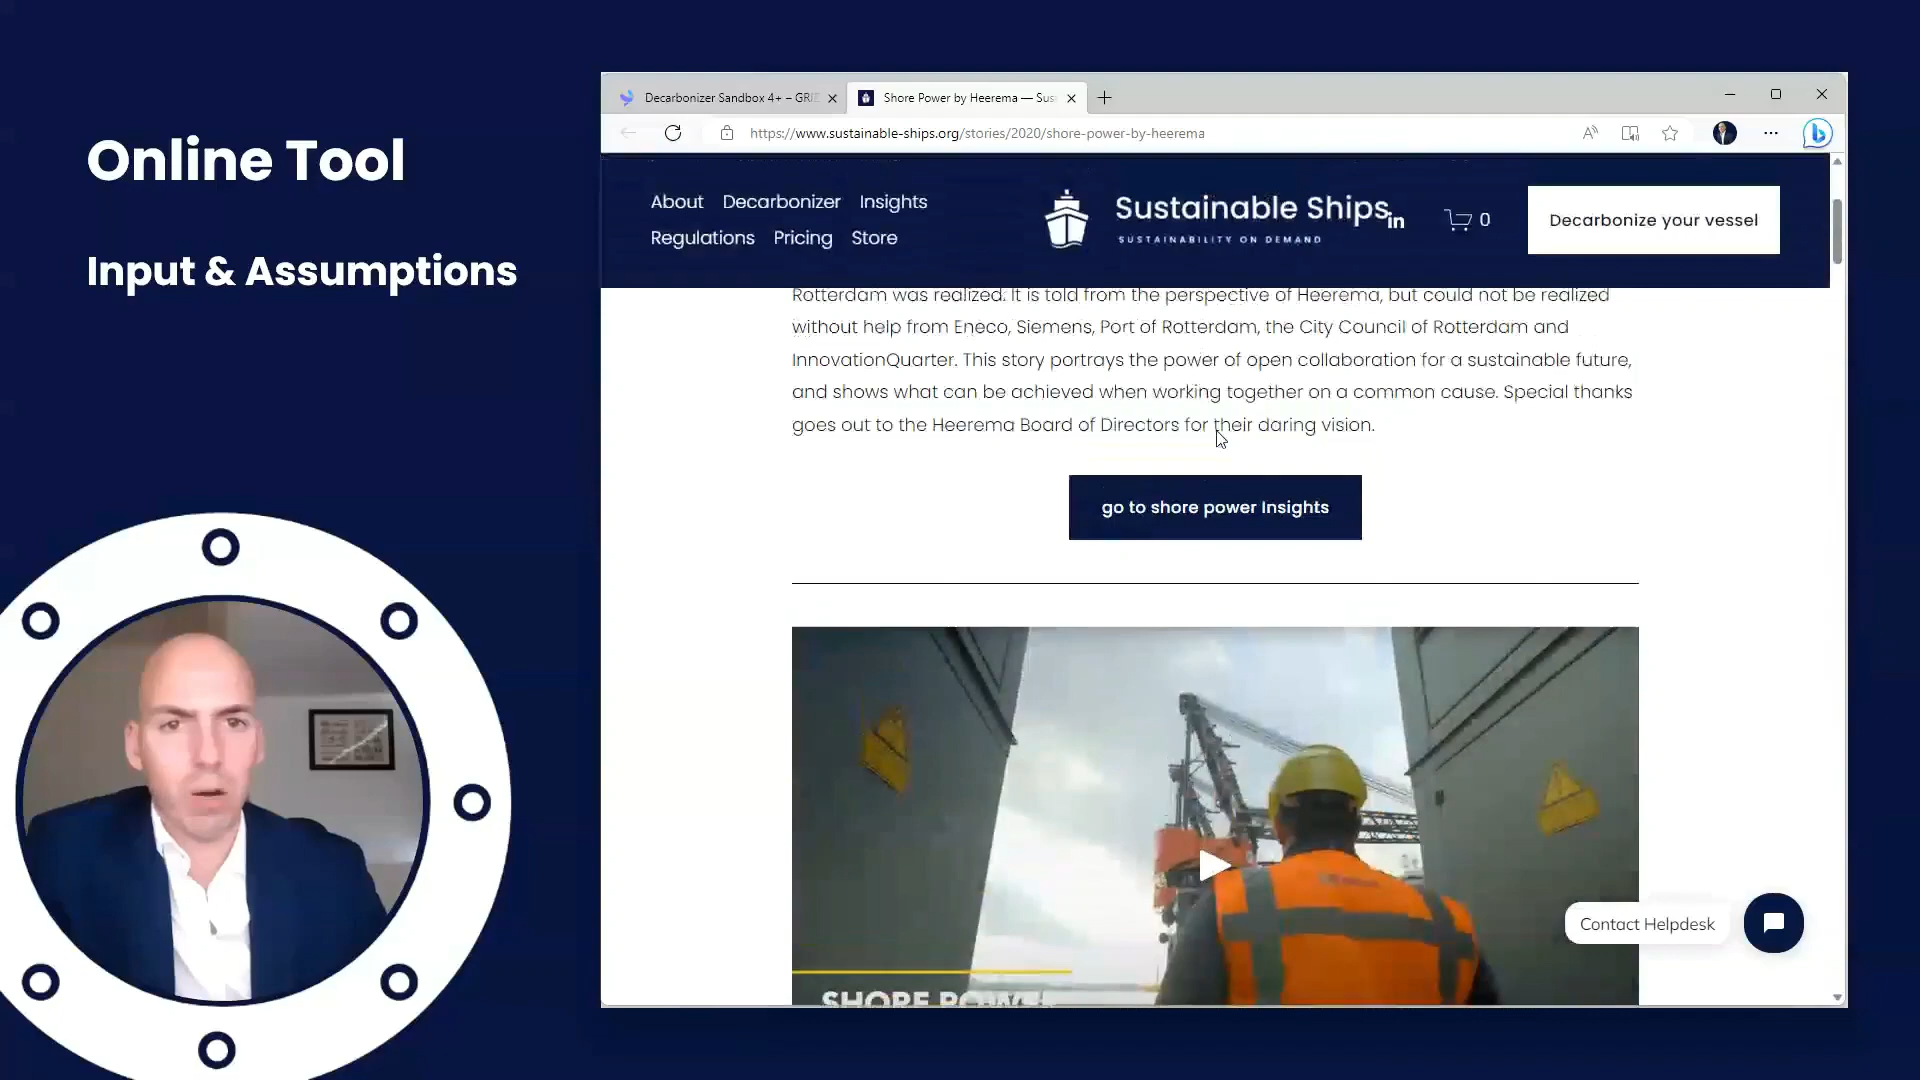 Online Tool
Input & Assumptions
Decarbonizer Sandbox 4+ – GRI
Shore Power by Heerema — Sus
https://www.sustainable-ships.org/stories/2020/shore-power-by-heerema
About Decarbonizer Insights
Regulations Pricing Store
Sustainable Ships
SUSTAINABILITY ON DEMAND
in
0
Decarbonize your vessel
Rotterdam was realized. It is told from the perspective of Heerema, but could not be realized
without help from Eneco, Siemens, Port of Rotterdam, the City Council of Rotterdam and
InnovationQuarter. This story portrays the power of open collaboration for a sustainable future,
and shows what can be achieved when working together on a common cause. Special thanks
goes out to the Heerema Board of Directors for their daring vision.
go to shore power Insights
SHORE POWER
Contact Helpdesk